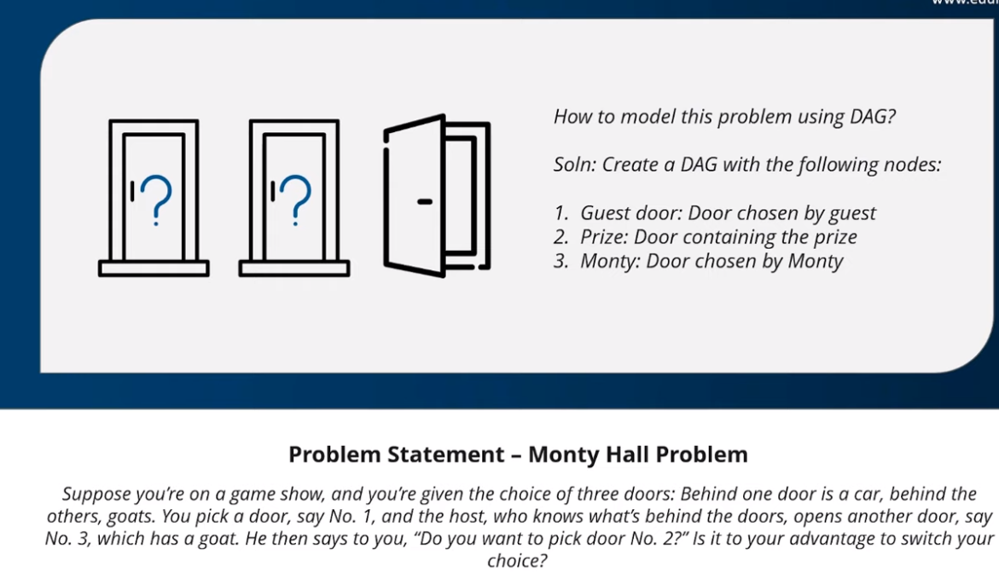 How to model this problem using DAG?
Soln: Create a DAG with the following nodes:
1. Guest door: Door chosen by guest
2. Prize: Door containing the prize
3. Monty: Door chosen by Monty
?
?
Problem Statement – Monty Hall Problem
Suppose you’re on a game show, and you’re given the choice of three doors: Behind one door is a car, behind the
others, goats. You pick a door, say No. 1, and the host, who knows what’s behind the doors, opens another door, say
No. 3, which has a goat. He then says to you, “Do you want to pick door No. 2?” Is it to your advantage to switch your
choice?